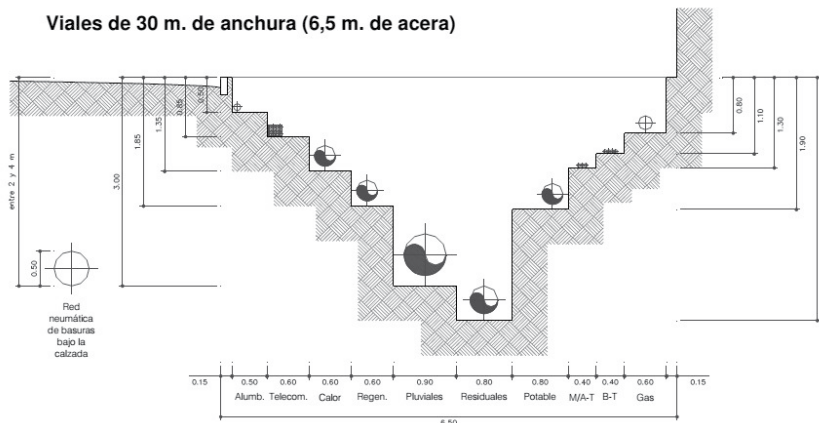 Viales de 30 m. de anchura (6,5 m. de acera)
entre 2 y 4 m
3.00
1.85
1.35
0.85
0.50
0.80
1.10
1.30
1.90
0.50
Red
neumática
de basuras
bajo la
calzada
0.15 0.50 0.60 0.60 0.60 0.90 0.80 0.80 0.40 0.40 0.60 0.15
Alumb. Telecom. Calor Regen. Pluviales Residuales Potable M/A-T B-T Gas
6.50